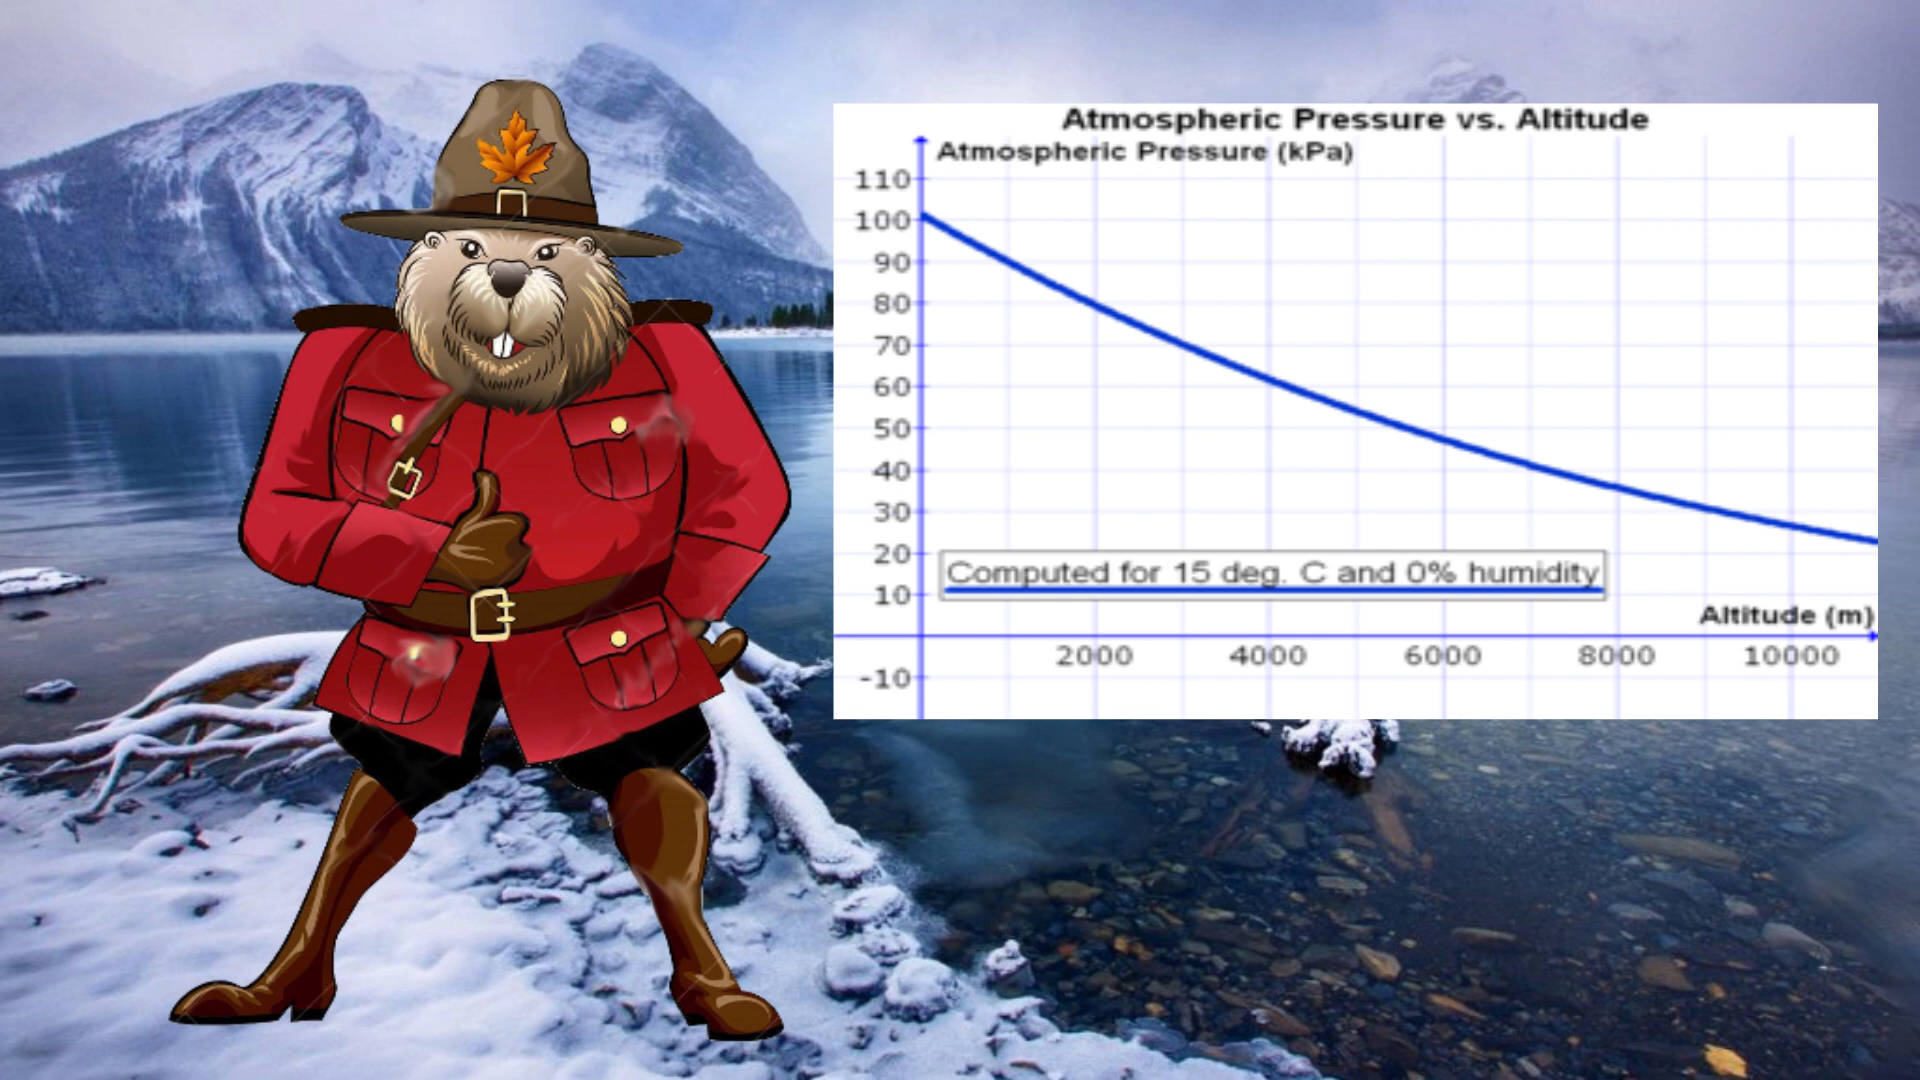 Atmospheric Pressure vs. Altitude
Atmospheric Pressure (kPa)
110
100
90
80
70
60
50
40
30
20
10
-10
Computed for 15 deg. C and 0% humidity
Altitude (m)
2000 4000 6000 8000 10000